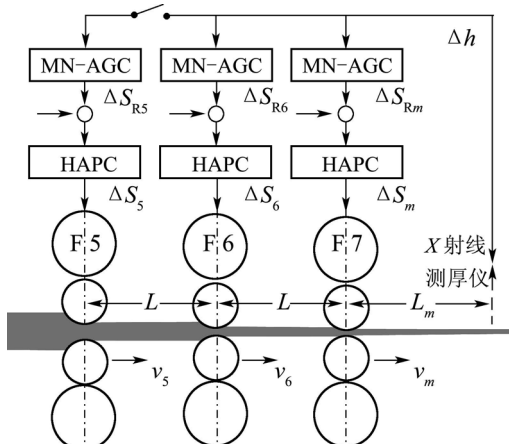 Δh
MN-AGC MN-AGC MN-AGC
ΔS_R5 ΔS_R6 ΔS_Rm
HAPC HAPC HAPC
ΔS_5 ΔS_6 ΔS_m
F5 F6 F7
X射线
测厚仪
L L L_m
v_5 v_6 v_m